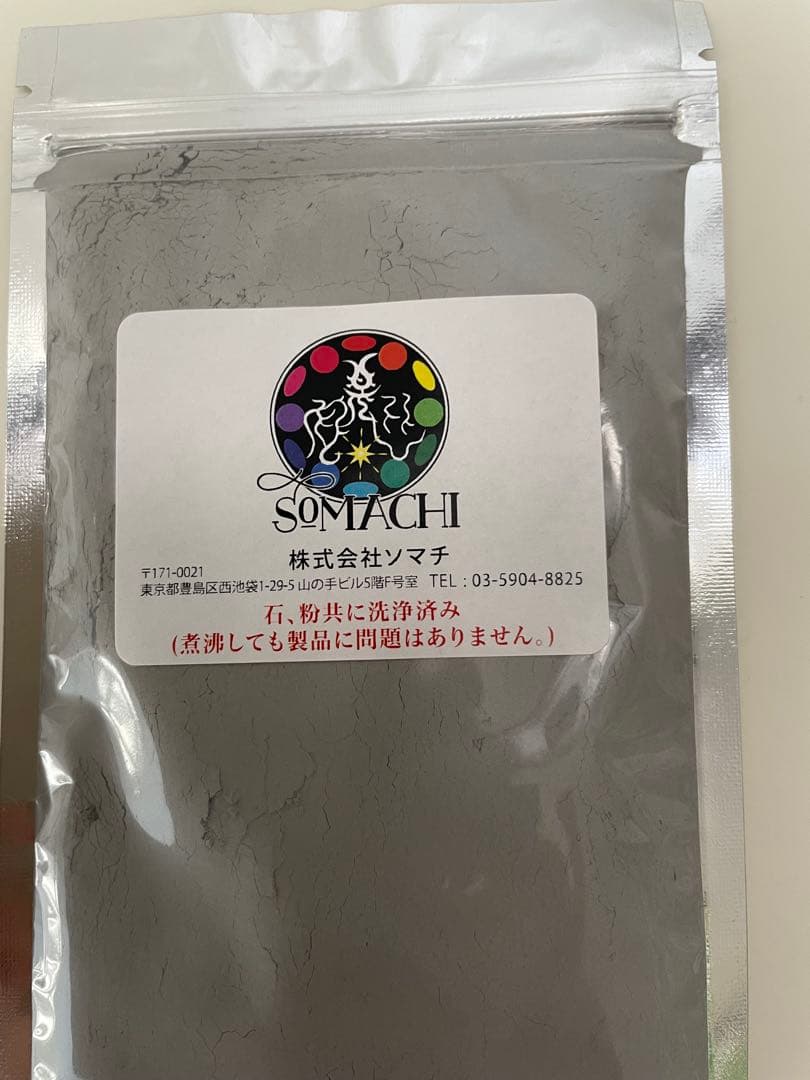 SoMACHI
株式会社ソマチ
〒171-0021
東京都豊島区西池袋1-29-5 山の手ビル5階F号室 TEL : 03-5904-8825
石、粉共に洗浄済み
(煮沸しても製品に問題はありません。)